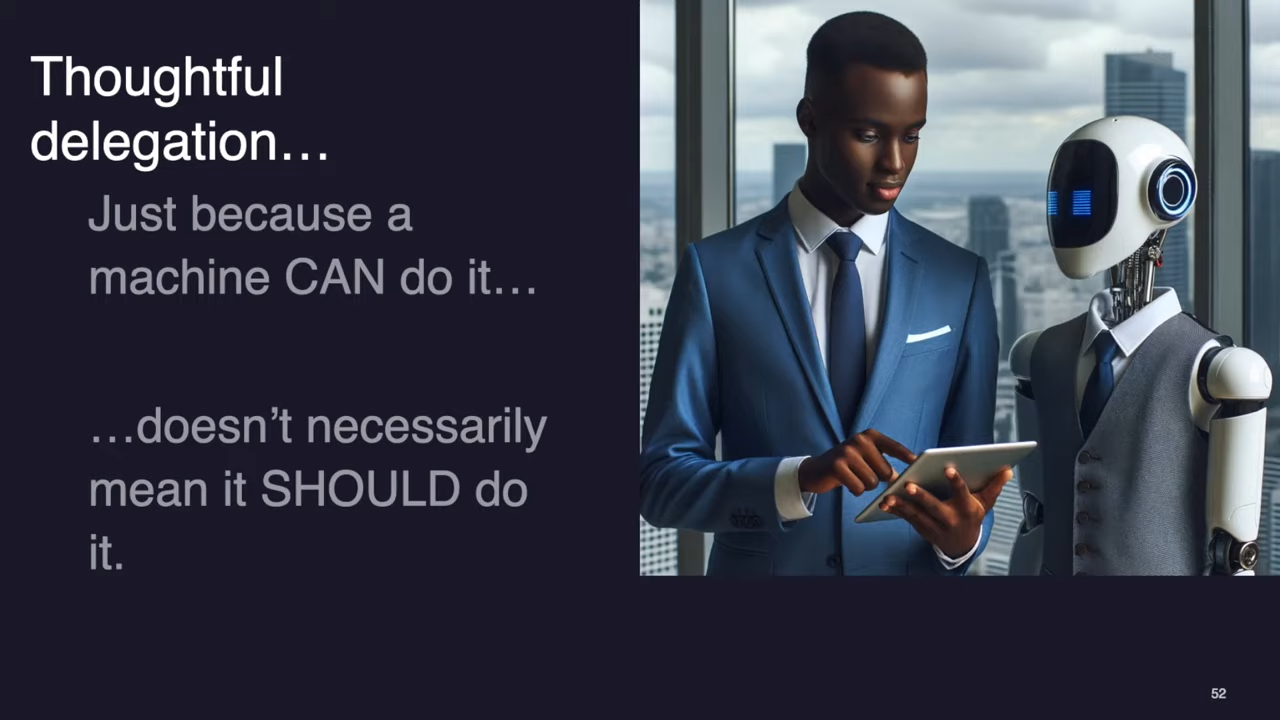 Thoughtful
delegation…
Just because a
machine CAN do it…
…doesn’t necessarily
mean it SHOULD do
it.
52